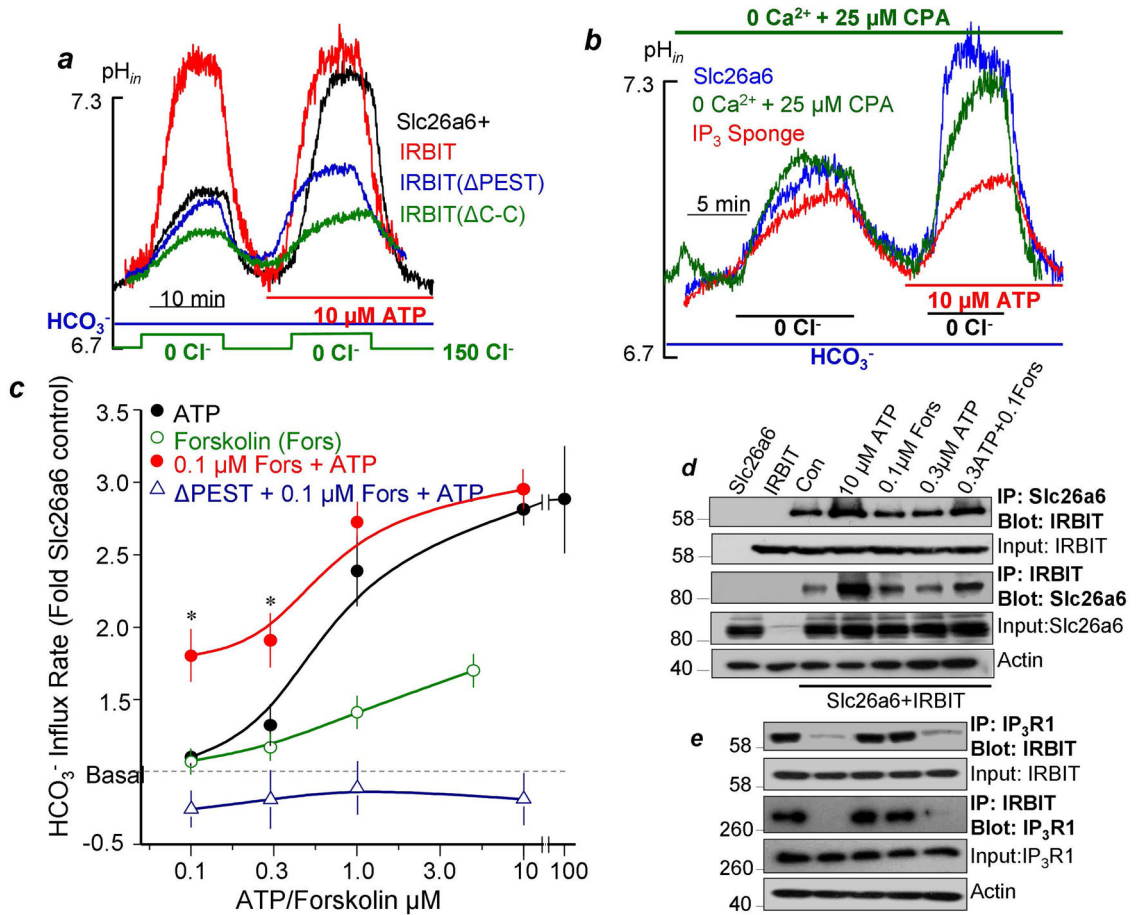 a
pH_in
7.3
Slc26a6+
IRBIT
IRBIT(ΔPEST)
IRBIT(ΔC-C)
10 min
10 µM ATP
HCO₃⁻
6.7
0 Cl⁻
0 Cl⁻
150 Cl⁻
b
0 Ca²⁺ + 25 µM CPA
pH_in
7.3
Slc26a6
0 Ca²⁺ + 25 µM CPA
IP₃ Sponge
5 min
10 µM ATP
0 Cl⁻
0 Cl⁻
6.7
HCO₃⁻
c
HCO₃⁻ Influx Rate (Fold Slc26a6 control)
3.5
3.0
2.5
2.0
1.5
Basal
-0.5
ATP
Forskolin (Fors)
0.1 µM Fors + ATP
ΔPEST + 0.1 µM Fors + ATP
*
*
0.1
0.3
1.0
3.0
10
100
ATP/Forskolin µM
d
Slc26a6
IRBIT
Con
10 µM ATP
0.1µM Fors
0.3µM ATP
0.3ATP+0.1Fors
58
IP: Slc26a6
Blot: IRBIT
58
Input: IRBIT
80
IP: IRBIT
Blot: Slc26a6
80
Input:Slc26a6
40
Actin
Slc26a6+IRBIT
e
58
IP: IP₃R1
Blot: IRBIT
58
Input: IRBIT
260
IP: IRBIT
Blot: IP₃R1
260
Input:IP₃R1
40
Actin